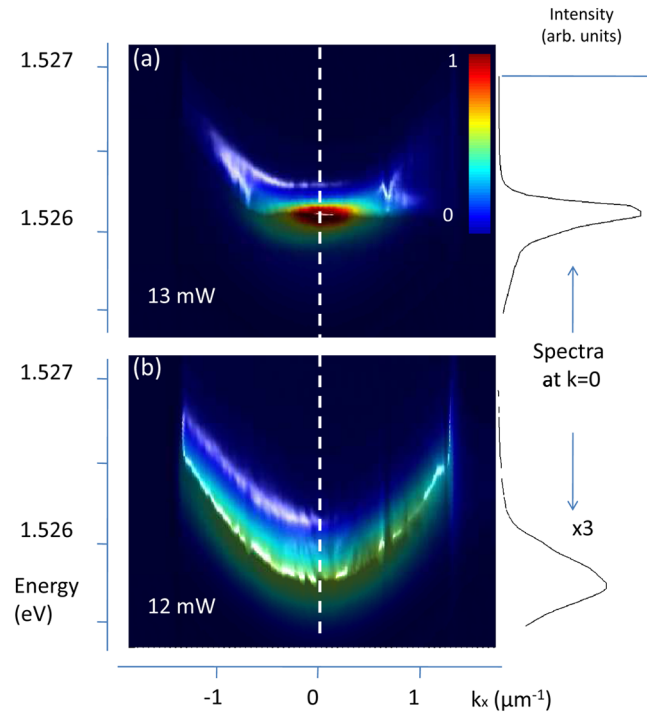 Intensity
(arb. units)
1.527
(a)
1
1.526
0
13 mW
Spectra
at k=0
1.527
(b)
1.526
x3
Energy
(eV)
12 mW
-1
0
1
kx (μm-1)